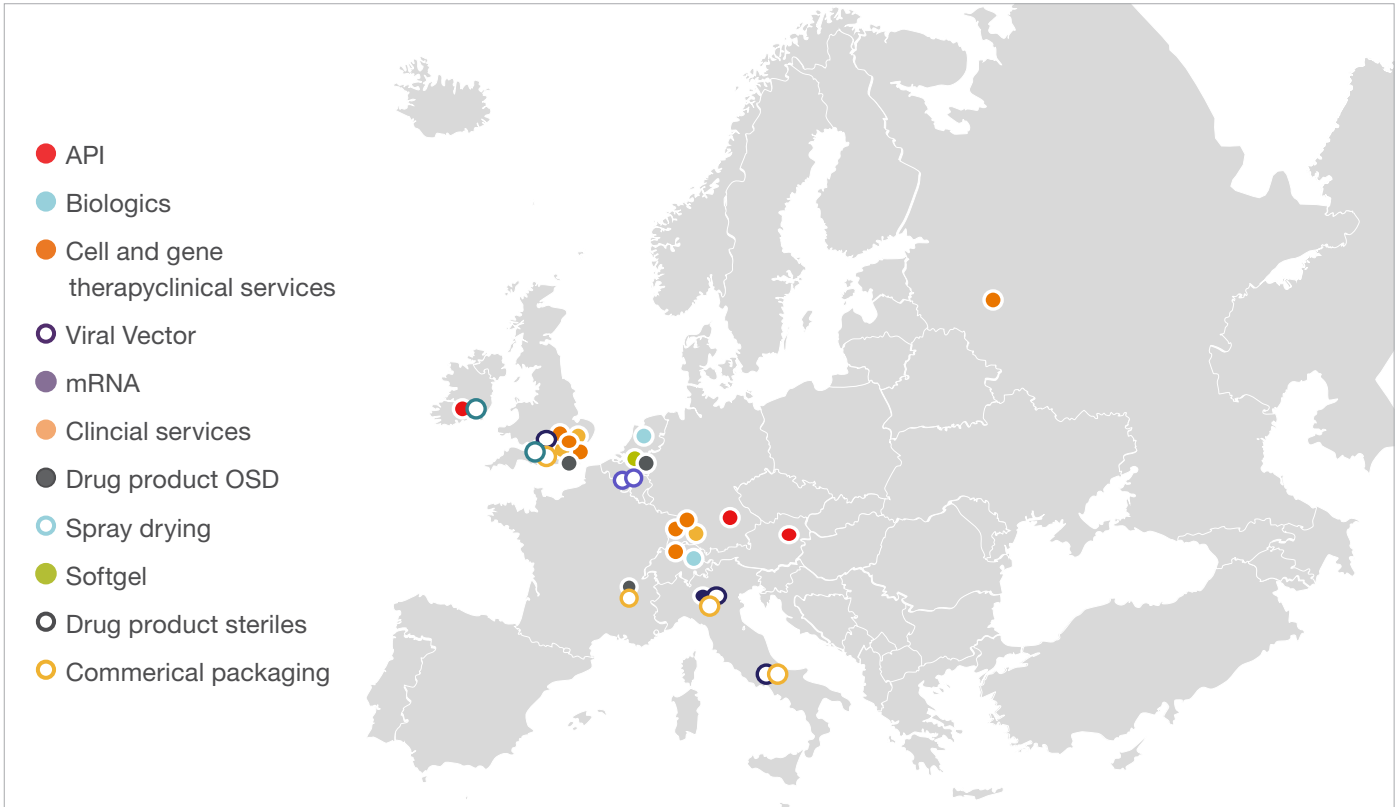 API
Biologics
Cell and gene
therapyclinical services
Viral Vector
mRNA
Clincial services
Drug product OSD
Spray drying
Softgel
Drug product steriles
Commerical packaging